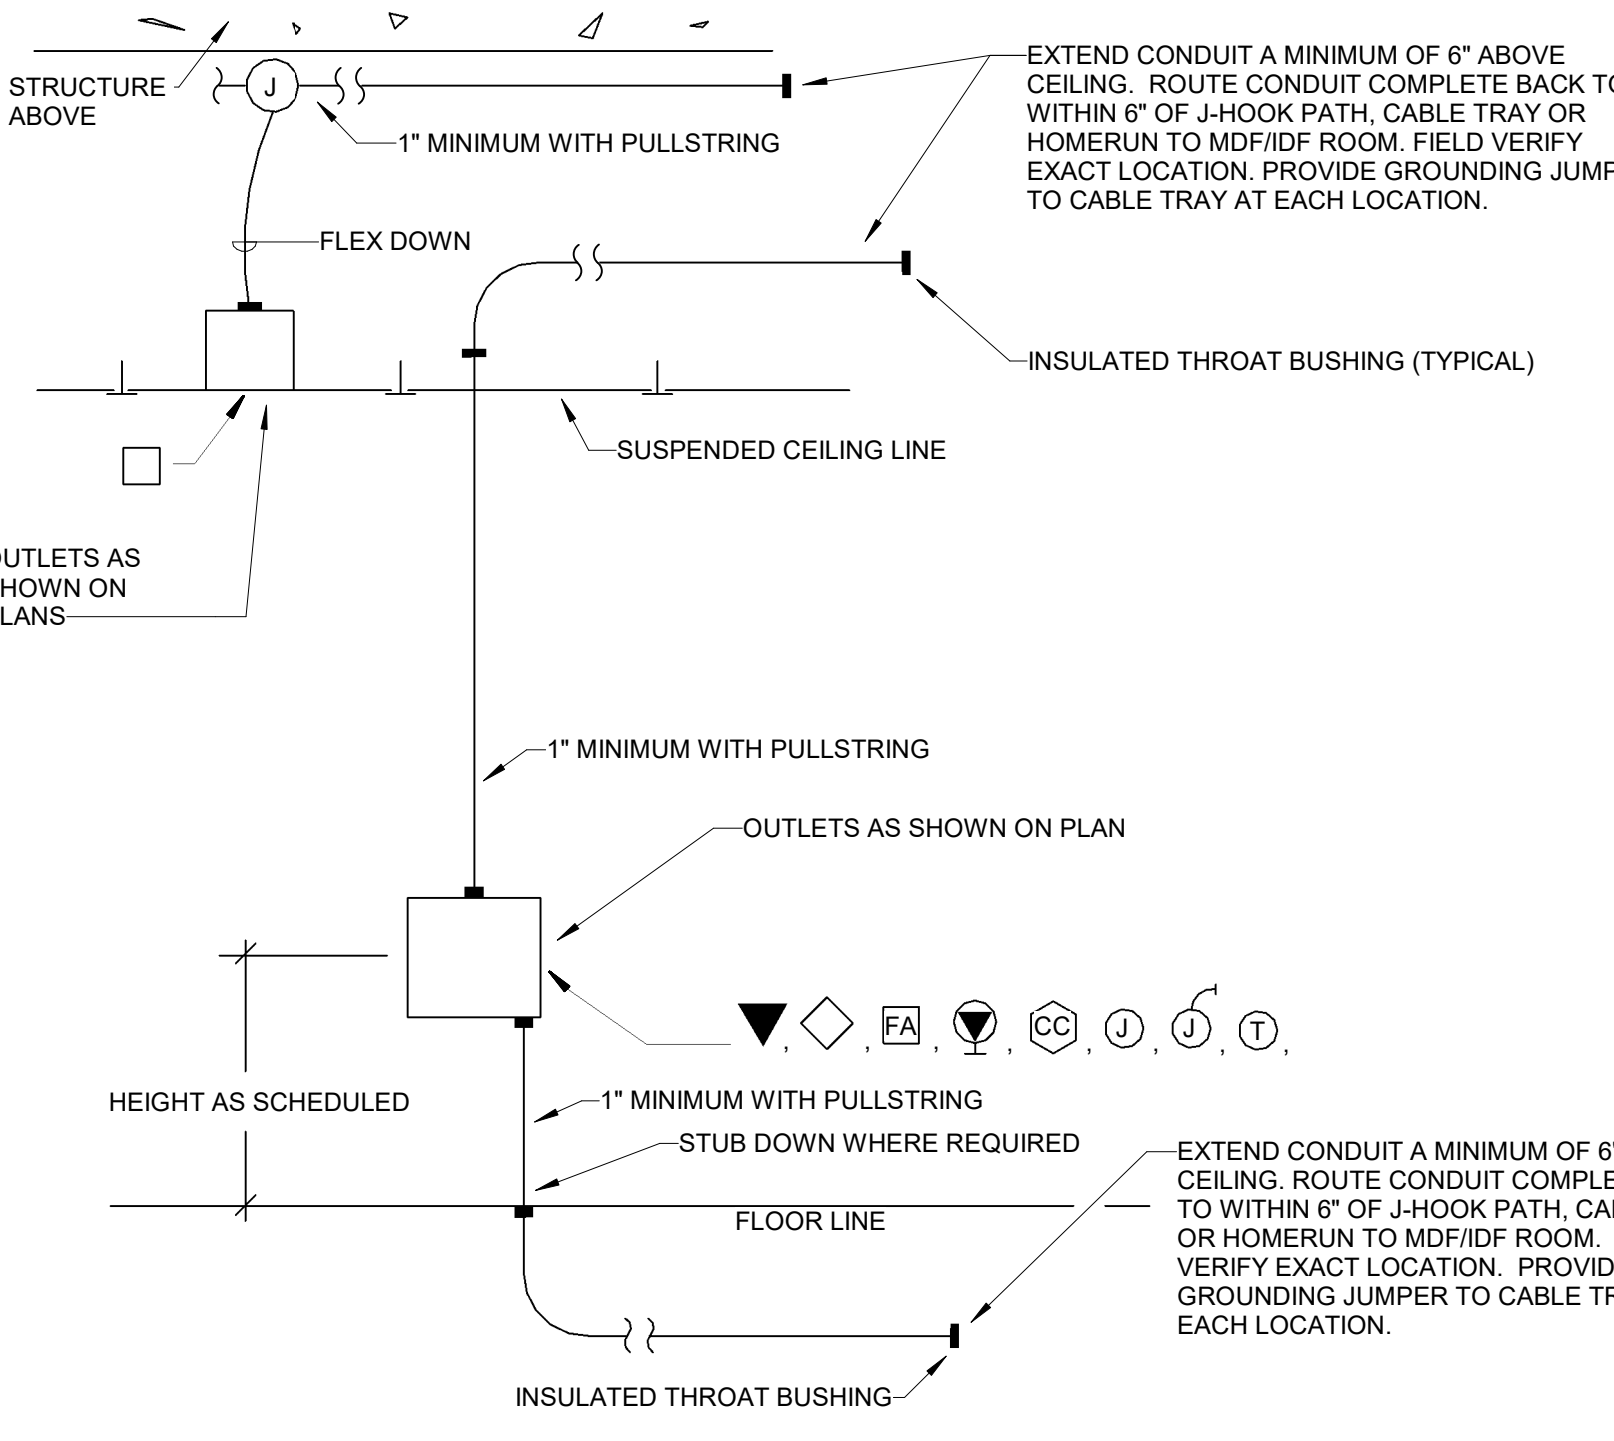 EXTEND CONDUIT A MINIMUM OF 6" ABOVE
CEILING. ROUTE CONDUIT COMPLETE BACK TO
WITHIN 6" OF J-HOOK PATH, CABLE TRAY OR
HOMERUN TO MDF/IDF ROOM. FIELD VERIFY
EXACT LOCATION. PROVIDE GROUNDING JUMP
TO CABLE TRAY AT EACH LOCATION.
STRUCTURE
ABOVE
J
1" MINIMUM WITH PULLSTRING
FLEX DOWN
INSULATED THROAT BUSHING (TYPICAL)
SUSPENDED CEILING LINE
UTLETS AS
HOWN ON
LANS
1" MINIMUM WITH PULLSTRING
OUTLETS AS SHOWN ON PLAN
, , FA , , CC , J , J , T ,
HEIGHT AS SCHEDULED
1" MINIMUM WITH PULLSTRING
STUB DOWN WHERE REQUIRED
FLOOR LINE
EXTEND CONDUIT A MINIMUM OF 6"
CEILING. ROUTE CONDUIT COMPLE
TO WITHIN 6" OF J-HOOK PATH, CA
OR HOMERUN TO MDF/IDF ROOM.
VERIFY EXACT LOCATION. PROVID
GROUNDING JUMPER TO CABLE TR
EACH LOCATION.
INSULATED THROAT BUSHING